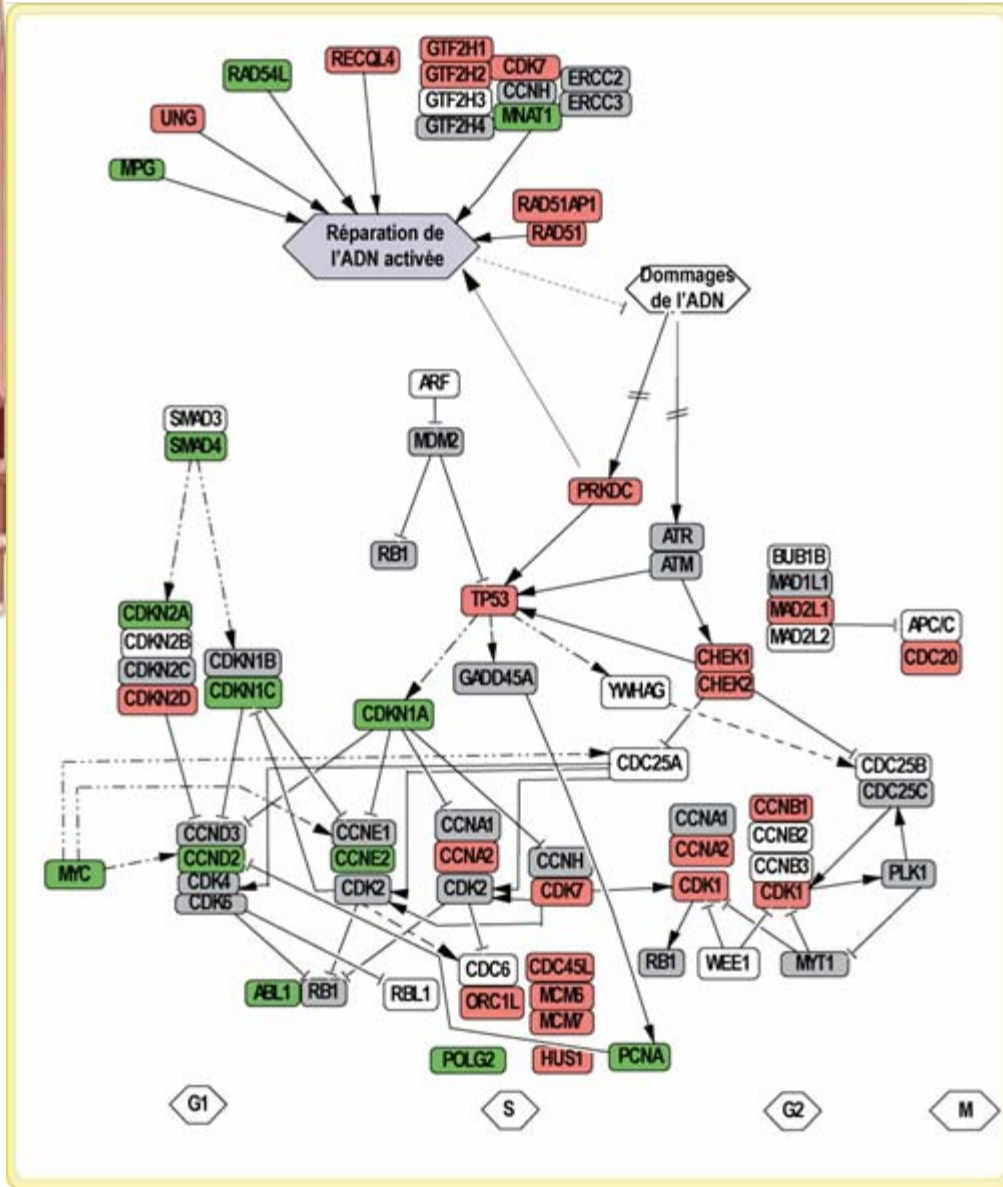 GTF2H1
RECQL4
CDK7
RAD54L
GTF2H2
ERCC2
CCNH
GTF2H3
ERCC3
UNG
MNAT1
GTF2H4
MPG
RAD51AP1
Réparation de
l'ADN activée
RAD51
Dommages
de l'ADN
ARF
SMAD3
SMAD4
MDM2
PRKDC
ATR
RB1
ATM
BUB1B
MAD1L1
TP53
CDKN2A
MAD2L1
APC/C
CDKN2B
MAD2L2
CDKN2C
CDKN1B
CHEK1
CDC20
CDKN2D
CDKN1C
GADD45A
YWHAG
CHEK2
CDKN1A
CDC25A
CDC25B
CDC25C
CCND3
CCNE1
CCNA1
CCNA1
CCNB1
CCND2
CCNE2
CCNA2
CCNH
CCNA2
CCNB2
MYC
CDK4
CDK2
CDK2
CDK7
CCNB3
PLK1
CDK6
CDK1
CDK1
CDC6
CDC45L
RB1
WEE1
MYT1
ABL1
RB1
RBL1
ORC1L
MCM6
MCM7
POLG2
HUS1
PCNA
G1
S
G2
M